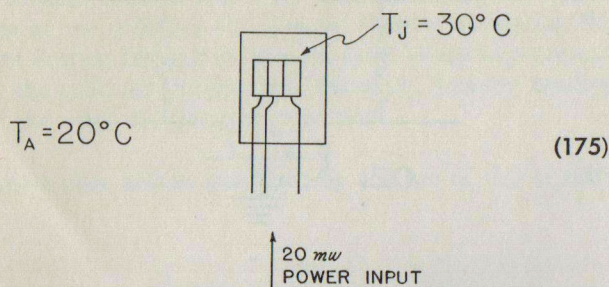 Tj = 30° C
TA = 20° C
(175)
20 mw
POWER INPUT